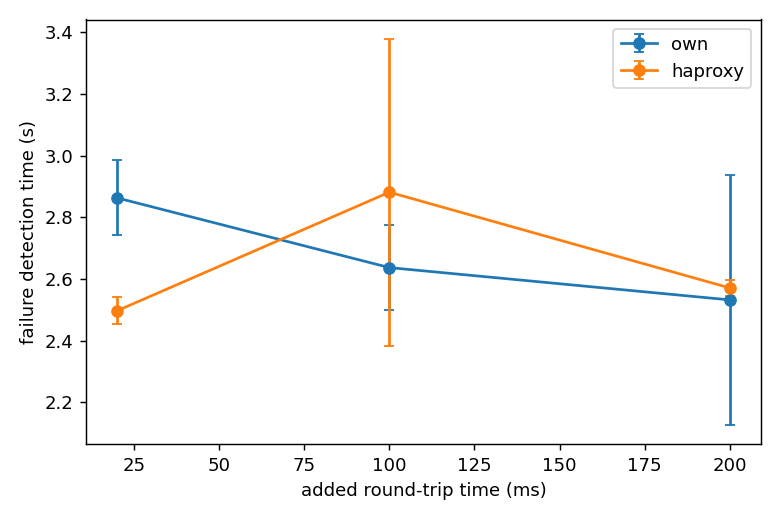 3.4
3.2
3.0
2.8
2.6
2.4
2.2
failure detection time (s)
own
haproxy
25 50 75 100 125 150 175 200
added round-trip time (ms)